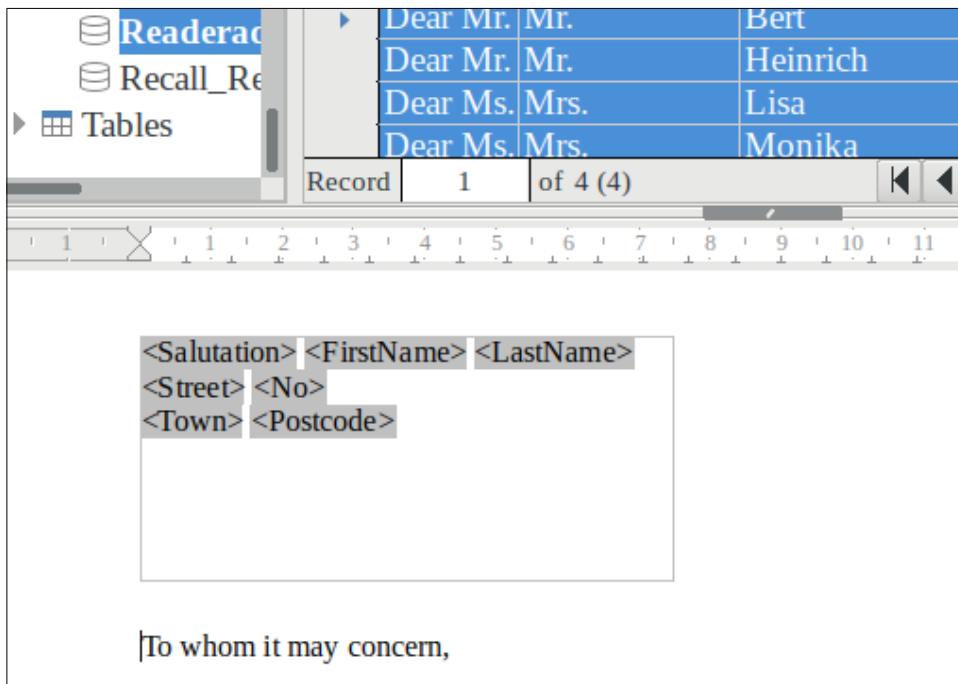 Readerad
Recall_Re
Tables
Dear Mr. Mr. Bert
Dear Mr. Mr. Heinrich
Dear Ms. Mrs. Lisa
Dear Ms. Mrs. Monika
Record 1 of 4 (4)
1 1 2 3 4 5 6 7 8 9 10 11
<Salutation> <FirstName> <LastName>
<Street> <No>
<Town> <Postcode>
To whom it may concern,